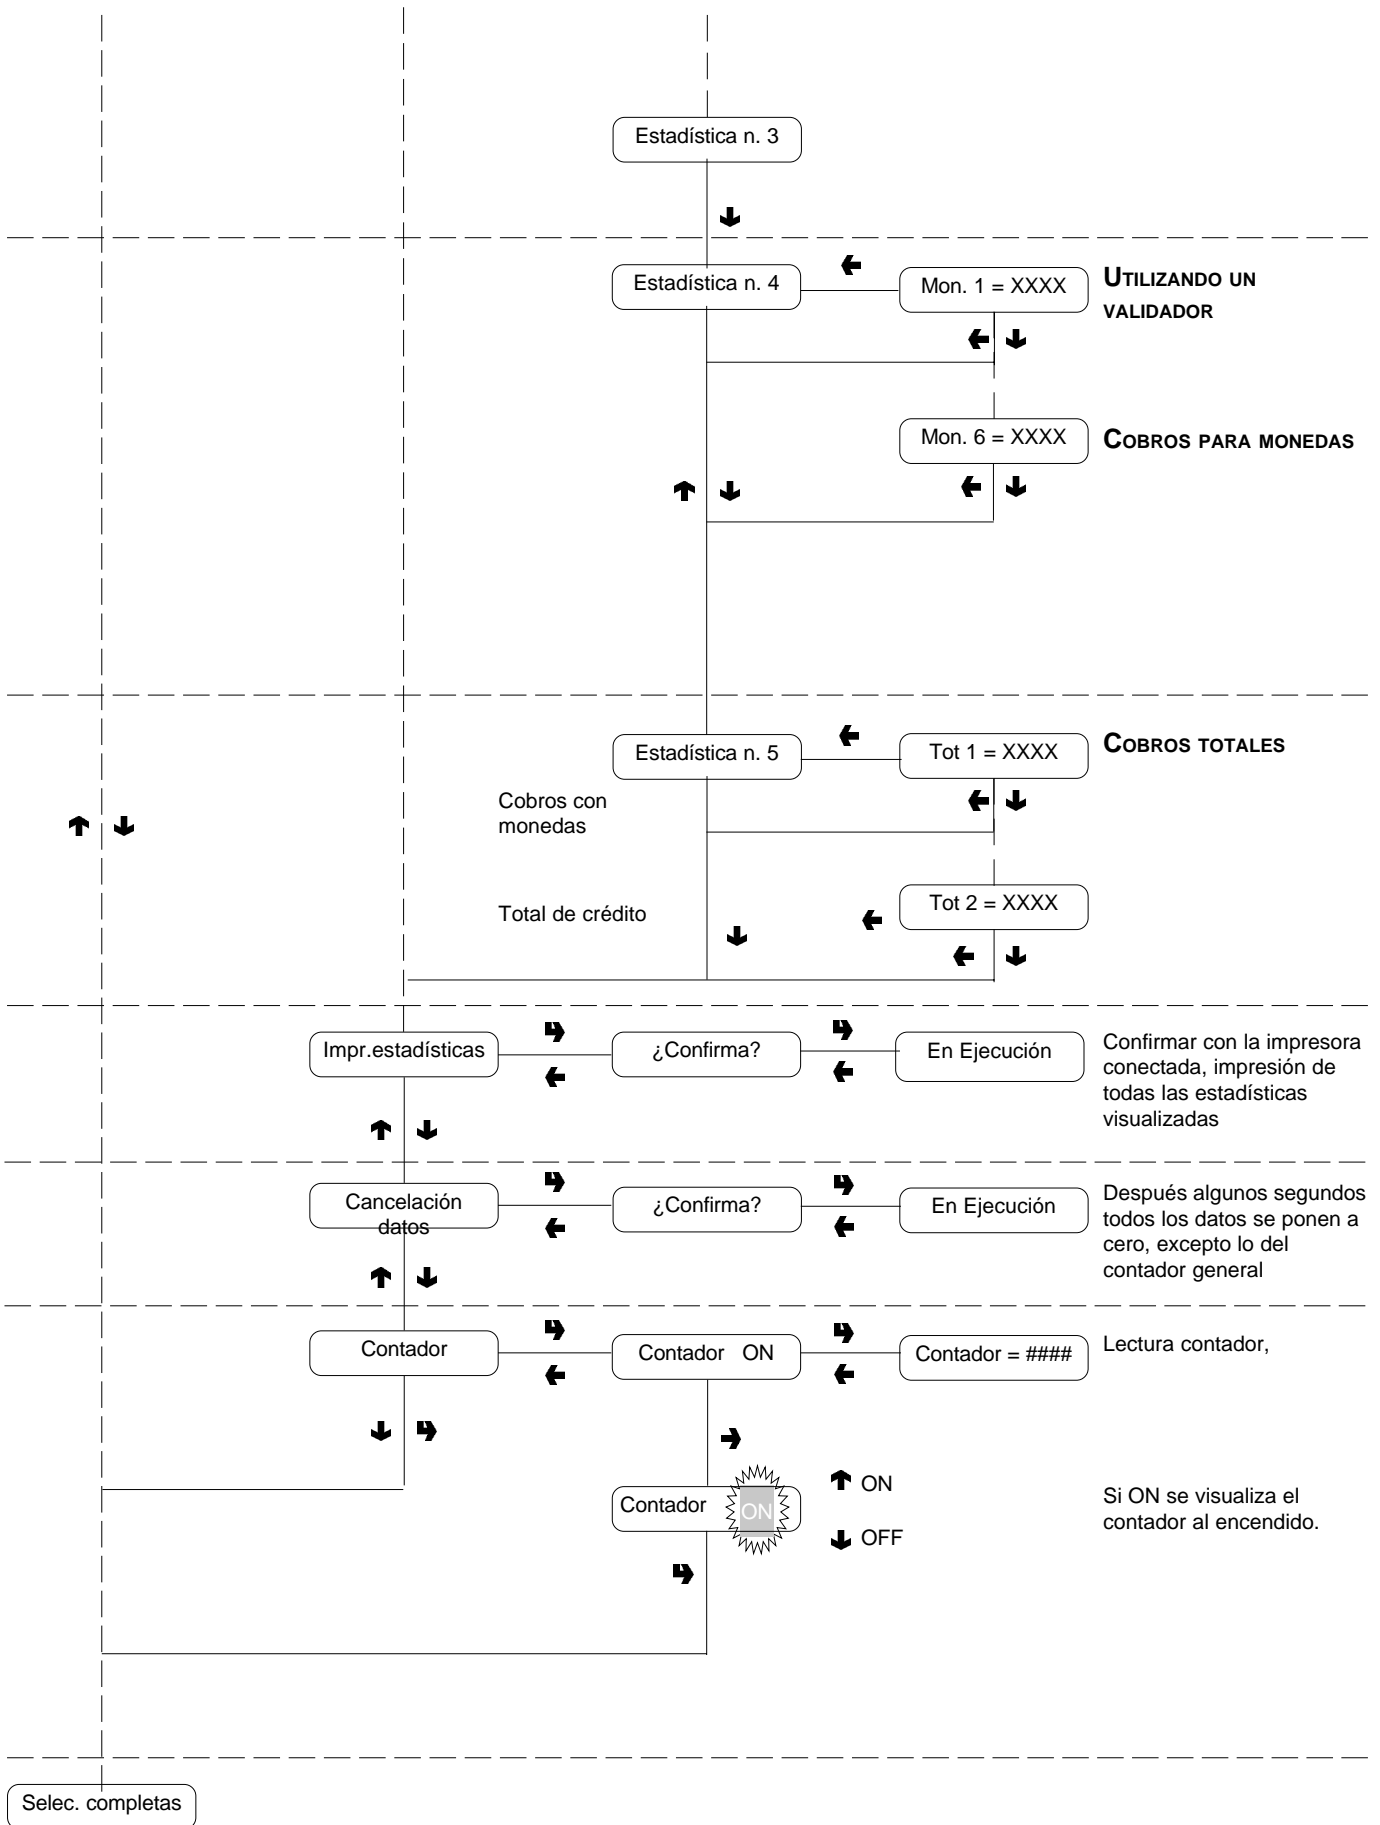 Estadística n. 3
Estadística n. 4
Mon. 1 = XXXX
UTILIZANDO UN
VALIDADOR
Mon. 6 = XXXX
COBROS PARA MONEDAS
Estadística n. 5
Tot 1 = XXXX
COBROS TOTALES
Cobros con
monedas
Total de crédito
Tot 2 = XXXX
Impr.estadísticas
¿Confirma?
En Ejecución
Confirmar con la impresora
conectada, impresión de
todas las estadísticas
visualizadas
Cancelación
datos
¿Confirma?
En Ejecución
Después algunos segundos
todos los datos se ponen a
cero, excepto lo del
contador general
Contador
Contador ON
Contador = ####
Lectura contador,
Contador ON
ON
OFF
Si ON se visualiza el
contador al encendido.
Selec. completas